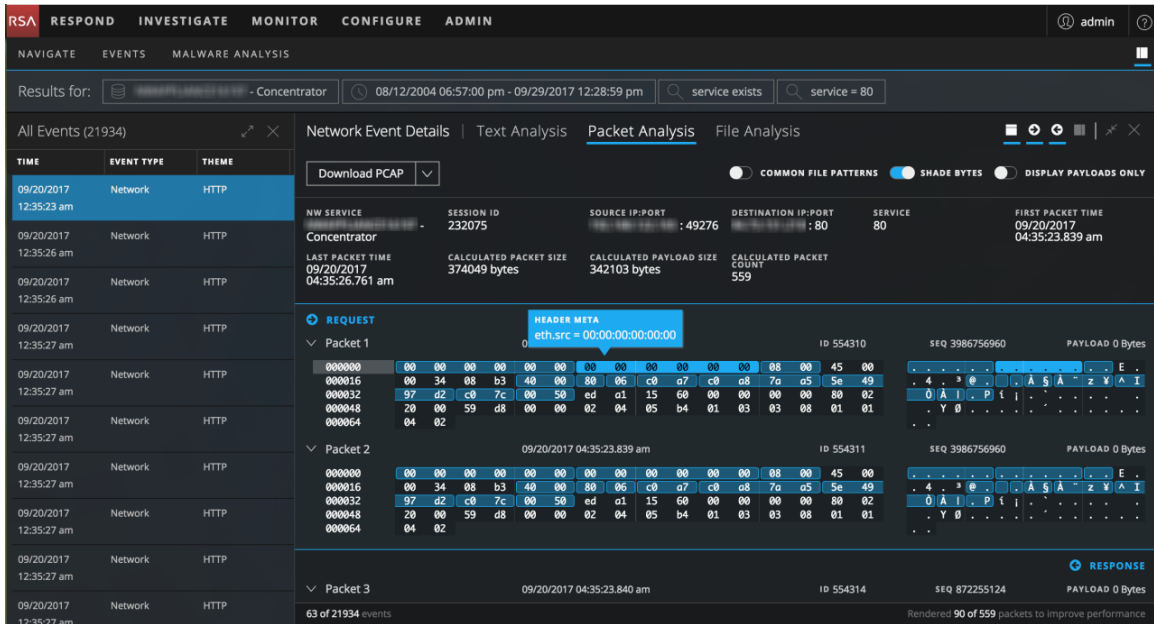 RSA RESPOND INVESTIGATE MONITOR CONFIGURE ADMIN admin ?
NAVIGATE EVENTS MALWARE ANALYSIS
Results for: - Concentrator 08/12/2004 06:57:00 pm - 09/29/2017 12:28:59 pm service exists service = 80
All Events (21934)
TIME EVENT TYPE THEME
09/20/2017 Network HTTP
12:35:23 am
09/20/2017 Network HTTP
12:35:26 am
09/20/2017 Network HTTP
12:35:26 am
09/20/2017 Network HTTP
12:35:27 am
09/20/2017 Network HTTP
12:35:27 am
09/20/2017 Network HTTP
12:35:27 am
09/20/2017 Network HTTP
12:35:27 am
09/20/2017 Network HTTP
12:35:27 am
09/20/2017 Network HTTP
12:35:27 am
09/20/2017 Network HTTP
12:35:27 am
Network Event Details | Text Analysis Packet Analysis File Analysis
Download PCAP COMMON FILE PATTERNS SHADE BYTES DISPLAY PAYLOADS ONLY
NW SERVICE SESSION ID SOURCE IP:PORT DESTINATION IP:PORT SERVICE FIRST PACKET TIME
- 232075 : 49276 : 80 80 09/20/2017
Concentrator 04:35:23.839 am
LAST PACKET TIME CALCULATED PACKET SIZE CALCULATED PAYLOAD SIZE CALCULATED PACKET COUNT
09/20/2017 374049 bytes 342103 bytes 559
04:35:26.761 am
REQUEST
HEADER META
eth.src = 00:00:00:00:00:00
Packet 1 ID 554310 SEQ 3986756960 PAYLOAD 0 Bytes
000000 00 00 00 00 00 00 00 00 00 00 00 00 08 00 45 00 . . . . . . . . . . . . . . E .
000016 00 34 08 b3 40 00 80 06 c0 a7 c0 a8 7a a5 5e 49 . 4 . ³ @ . . . À § À ¨ z ¥ ^ I
000032 97 d2 c0 7c 00 50 ed a1 15 60 00 00 00 00 80 02 . Ò À | . P í ¡ . ` . . . . . .
000048 20 00 59 d8 00 00 02 04 05 b4 01 03 03 08 01 01 . Y Ø . . . . . ´ . . . . . .
000064 04 02 . .
Packet 2 09/20/2017 04:35:23.839 am ID 554311 SEQ 3986756960 PAYLOAD 0 Bytes
000000 00 00 00 00 00 00 00 00 00 00 00 00 08 00 45 00 . . . . . . . . . . . . . . E .
000016 00 34 08 b3 40 00 80 06 c0 a7 c0 a8 7a a5 5e 49 . 4 . ³ @ . . . À § À ¨ z ¥ ^ I
000032 97 d2 c0 7c 00 50 ed a1 15 60 00 00 00 00 80 02 . Ò À | . P í ¡ . ` . . . . . .
000048 20 00 59 d8 00 00 02 04 05 b4 01 03 03 08 01 01 . Y Ø . . . . . ´ . . . . . .
000064 04 02 . .
RESPONSE
Packet 3 09/20/2017 04:35:23.840 am ID 554314 SEQ 872255124 PAYLOAD 0 Bytes
63 of 21934 events Rendered 90 of 559 packets to improve performance